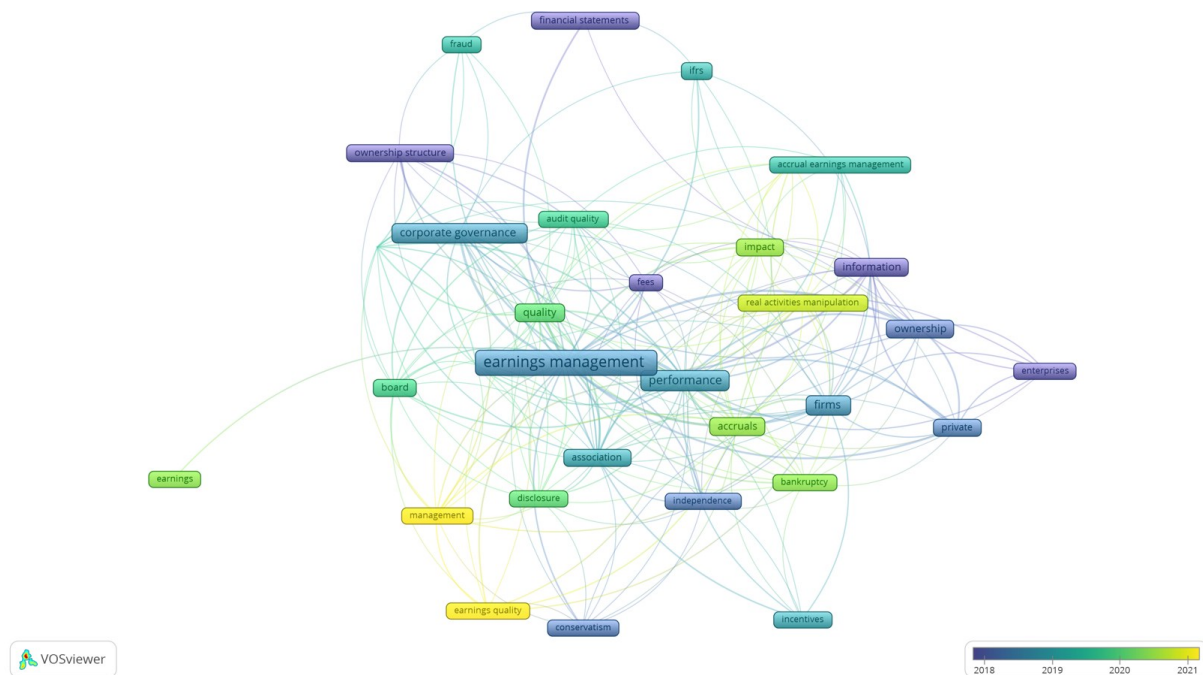 financial statements
fraud
ifrs
ownership structure
accrual earnings management
audit quality
corporate governance
impact
information
fees
real activities manipulation
quality
ownership
earnings management
enterprises
performance
board
firms
accruals
private
association
earnings
bankruptcy
disclosure
independence
management
earnings quality
incentives
conservatism
VOSviewer
2018 2019 2020 2021